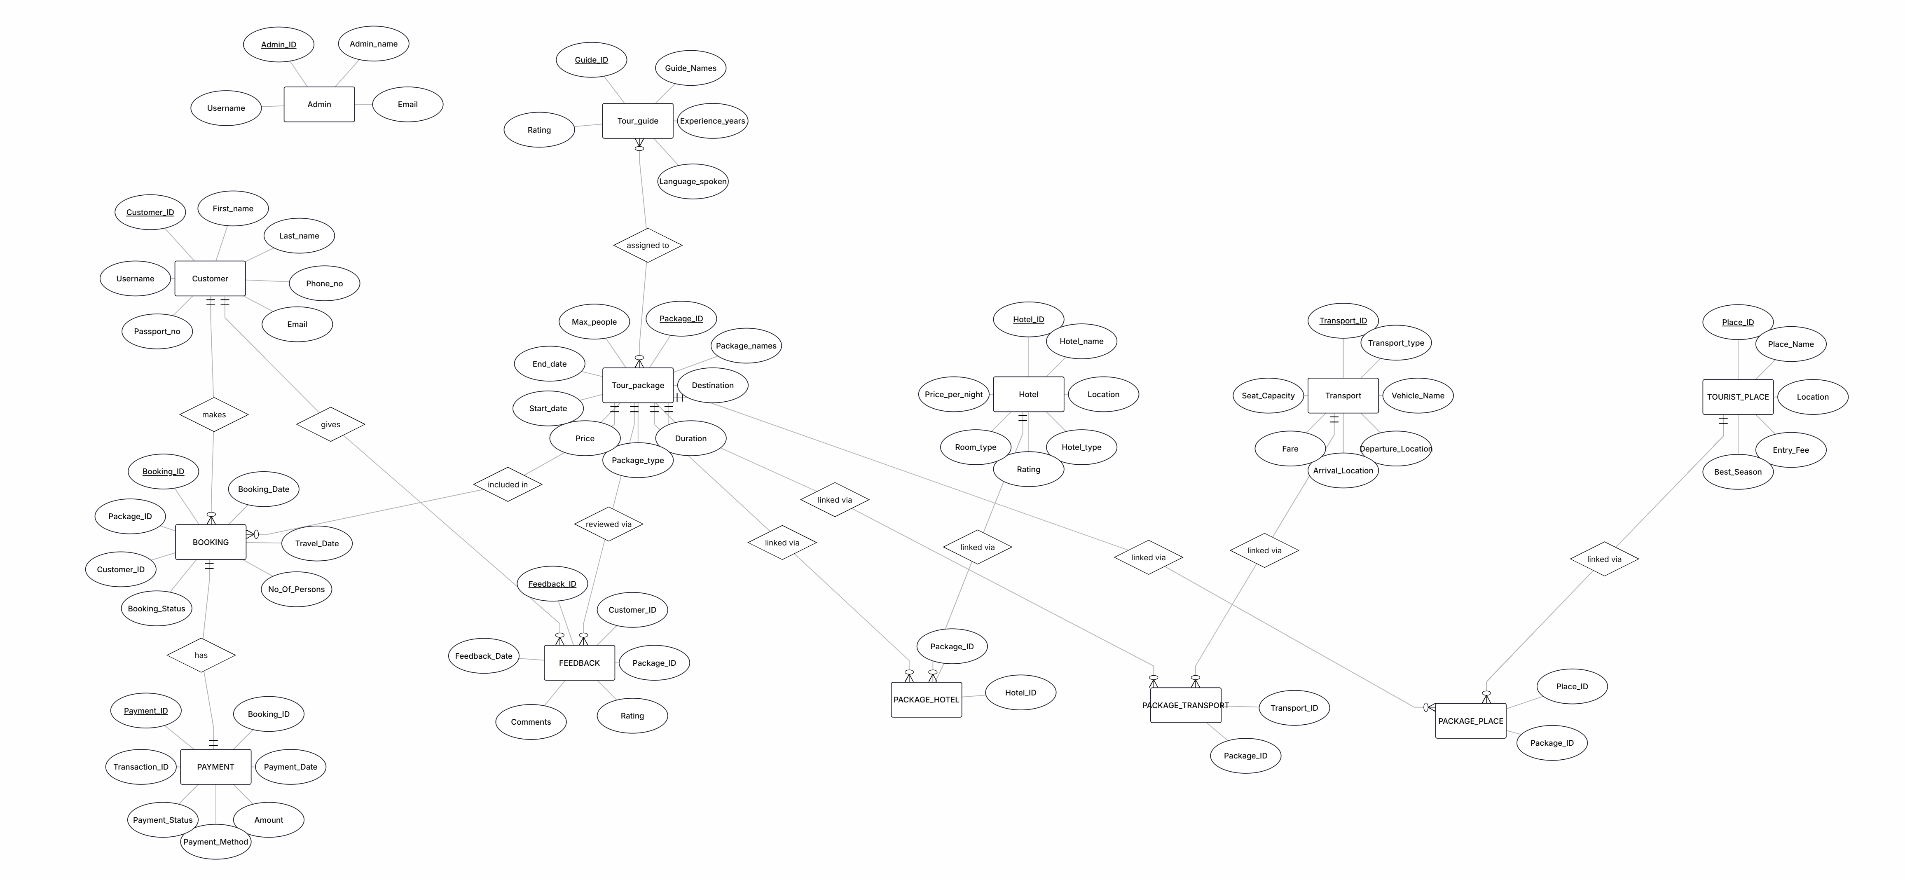 Admin_ID
Admin_name
Username
Admin
Email
Guide_ID
Guide_Names
Rating
Tour_guide
Experience_years
Language_spoken
assigned to
Customer_ID
First_name
Last_name
Username
Customer
Phone_no
Passport_no
Email
makes
gives
Max_people
Package_ID
Package_names
End_date
Tour_package
Destination
Start_date
Price
Package_type
Duration
included in
reviewed via
linked via
linked via
Hotel_ID
Hotel_name
Price_per_night
Hotel
Location
Room_type
Rating
Hotel_type
linked via
linked via
Transport_ID
Transport_type
Seat_Capacity
Transport
Vehicle_Name
Fare
Arrival_Location
Departure_Location
linked via
Place_ID
Place_Name
TOURIST_PLACE
Location
Entry_Fee
Best_Season
linked via
Booking_ID
Booking_Date
Package_ID
BOOKING
Travel_Date
Customer_ID
Booking_Status
No_Of_Persons
has
Feedback_ID
Customer_ID
Feedback_Date
FEEDBACK
Package_ID
Comments
Rating
Package_ID
PACKAGE_HOTEL
Hotel_ID
PACKAGE_TRANSPORT
Transport_ID
Package_ID
Place_ID
PACKAGE_PLACE
Package_ID
Payment_ID
Booking_ID
Transaction_ID
PAYMENT
Payment_Date
Payment_Status
Payment_Method
Amount